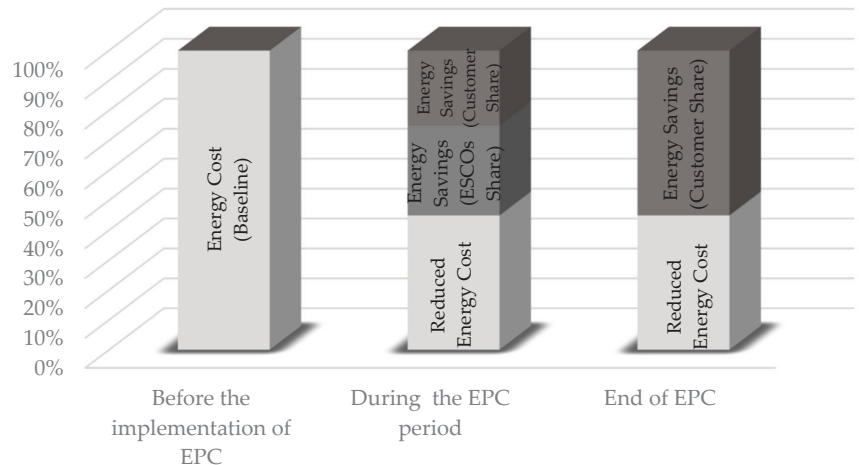 100%
90%
80%
70%
60%
50%
40%
30%
20%
10%
0%
Energy Cost
(Baseline)
Energy
Savings
(Customer
Share)
Energy
Savings
(ESCOs
Share)
Reduced
Energy Cost
Energy Savings
(Customer Share)
Reduced
Energy Cost
Before the
implementation of
EPC
During the EPC
period
End of EPC